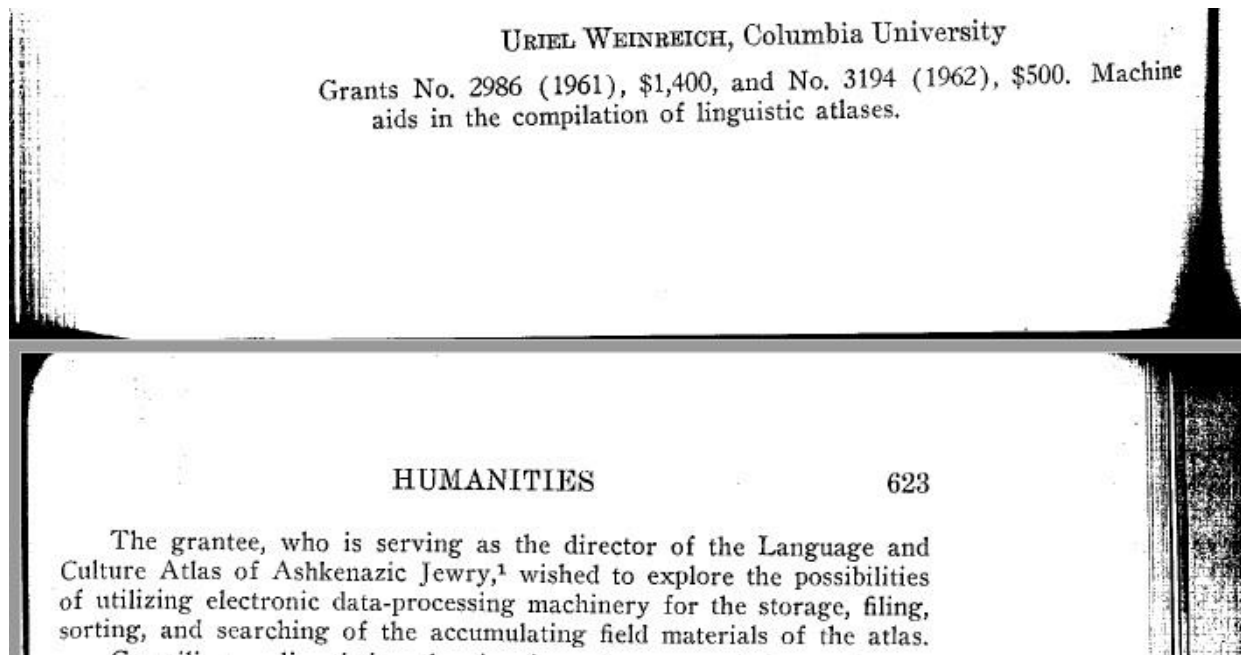 URIEL WEINREICH, Columbia University
Grants No. 2986 (1961), $1,400, and No. 3194 (1962), $500. Machine
aids in the compilation of linguistic atlases.
HUMANITIES 623
The grantee, who is serving as the director of the Language and
Culture Atlas of Ashkenazic Jewry,¹ wished to explore the possibilities
of utilizing electronic data-processing machinery for the storage, filing,
sorting, and searching of the accumulating field materials of the atlas.